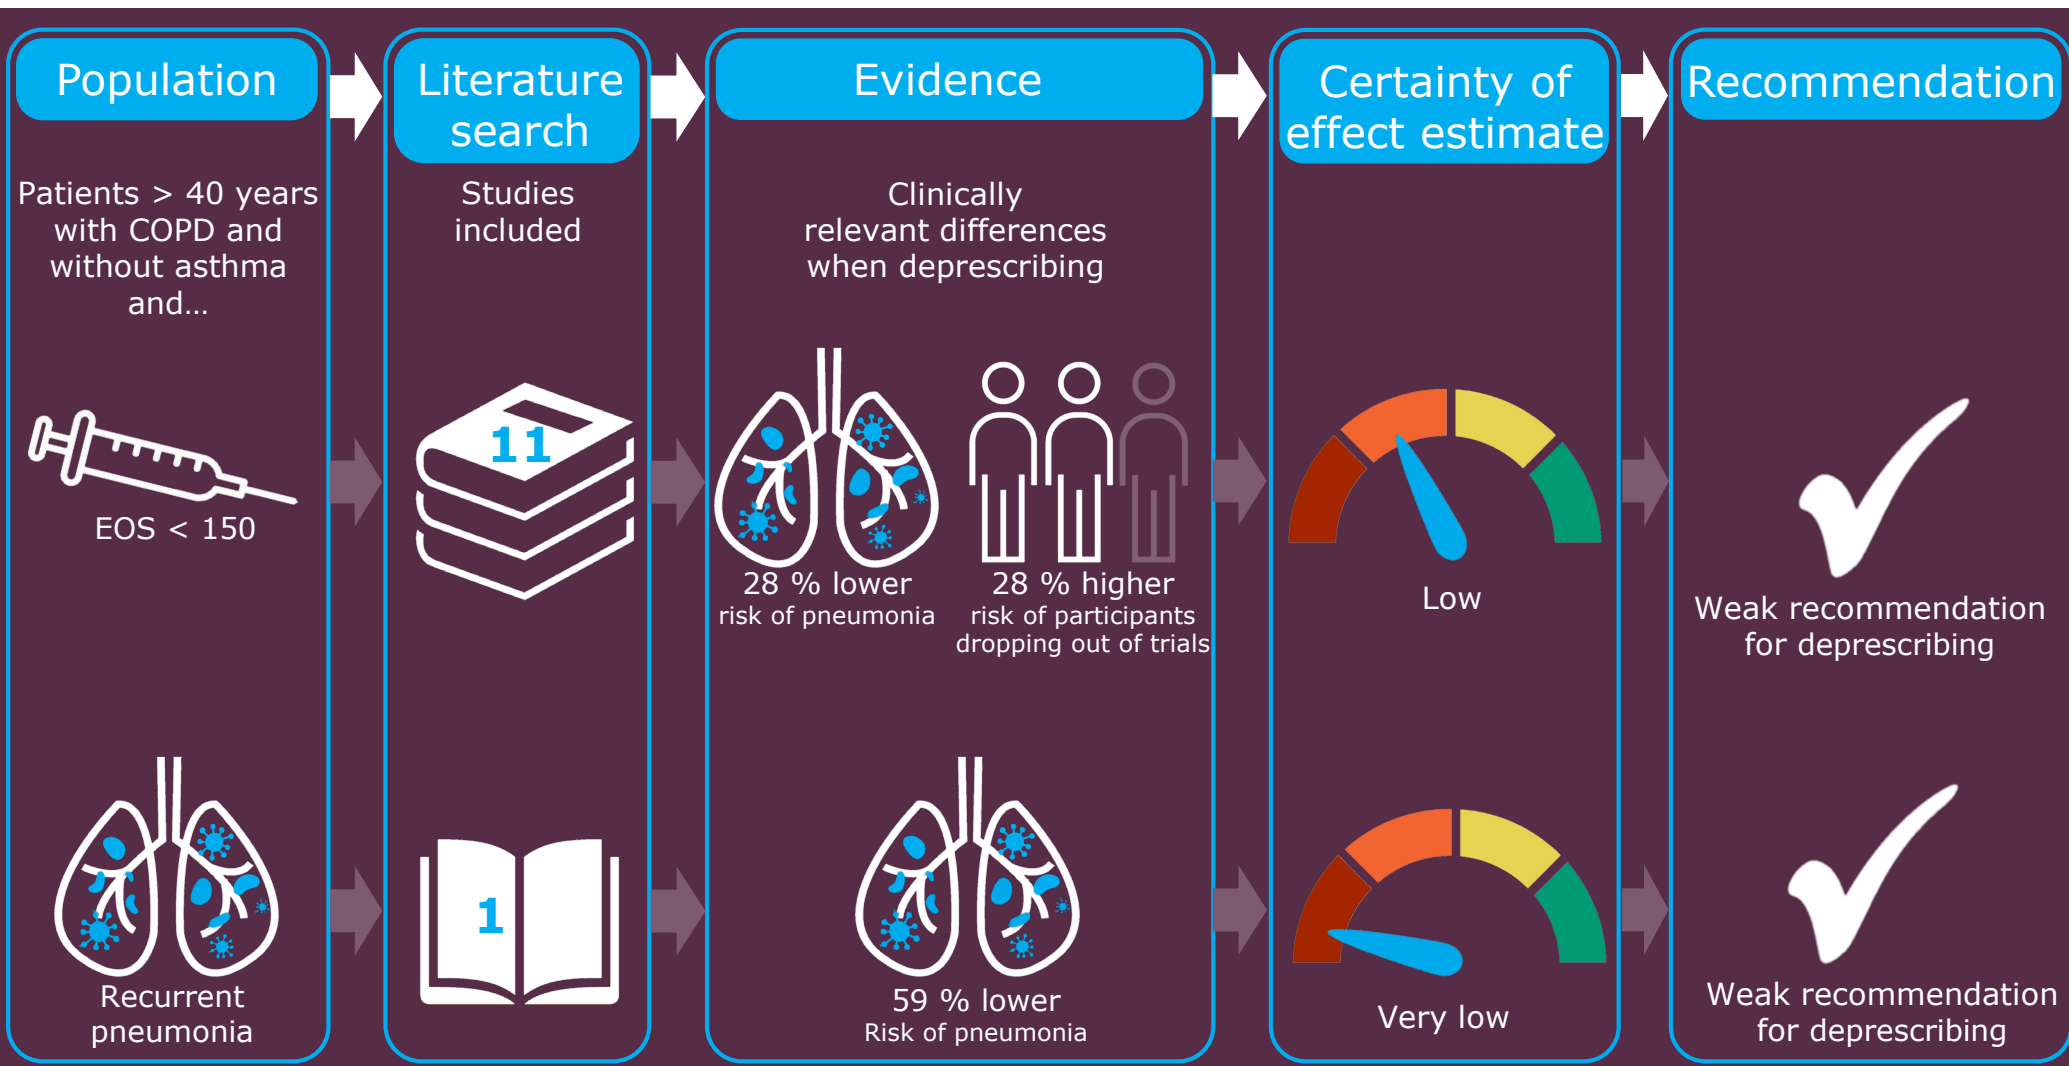 Population
Literature
search
Evidence
Certainty of
effect estimate
Recommendation
Patients > 40 years
with COPD and
without asthma
and…
Studies
included
Clinically
relevant differences
when deprescribing
EOS < 150
11
28 % lower
risk of pneumonia
28 % higher
risk of participants
dropping out of trials
Low
Weak recommendation
for deprescribing
Recurrent
pneumonia
1
59 % lower
Risk of pneumonia
Very low
Weak recommendation
for deprescribing